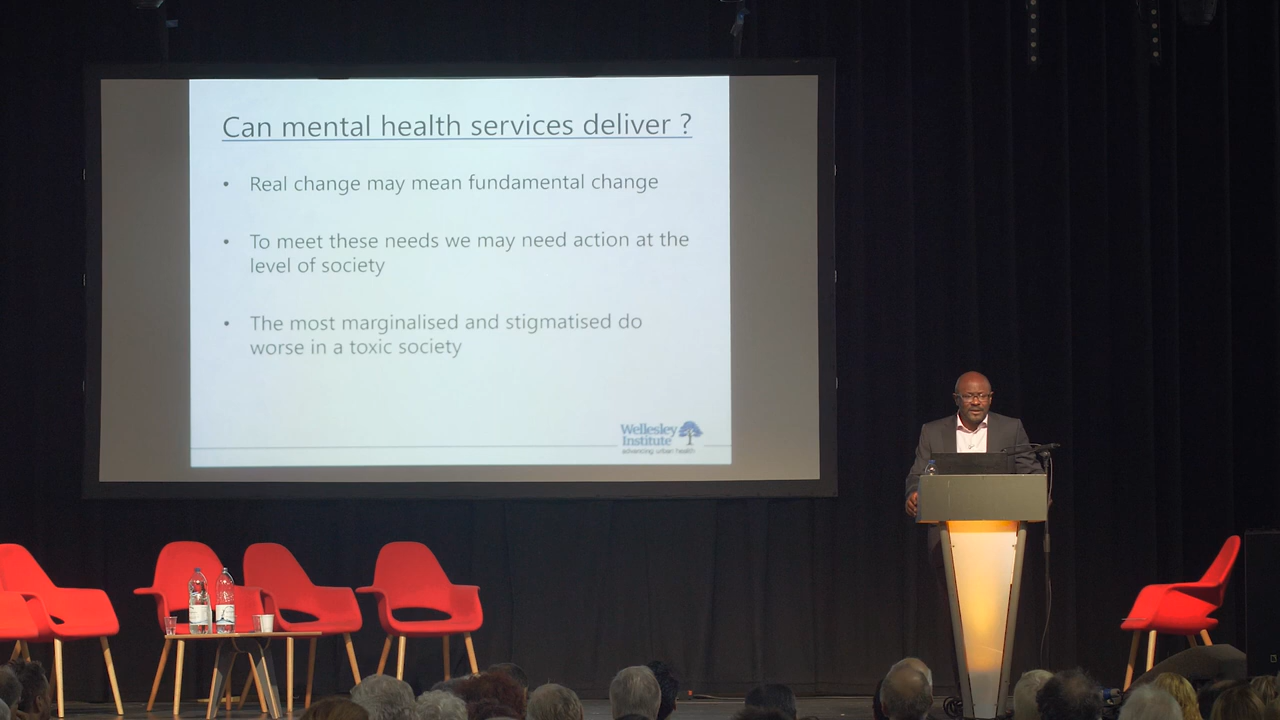 Can mental health services deliver ?
• Real change may mean fundamental change
• To meet these needs we may need action at the
level of society
• The most marginalised and stigmatised do
worse in a toxic society
Wellesley
Institute
advancing urban health